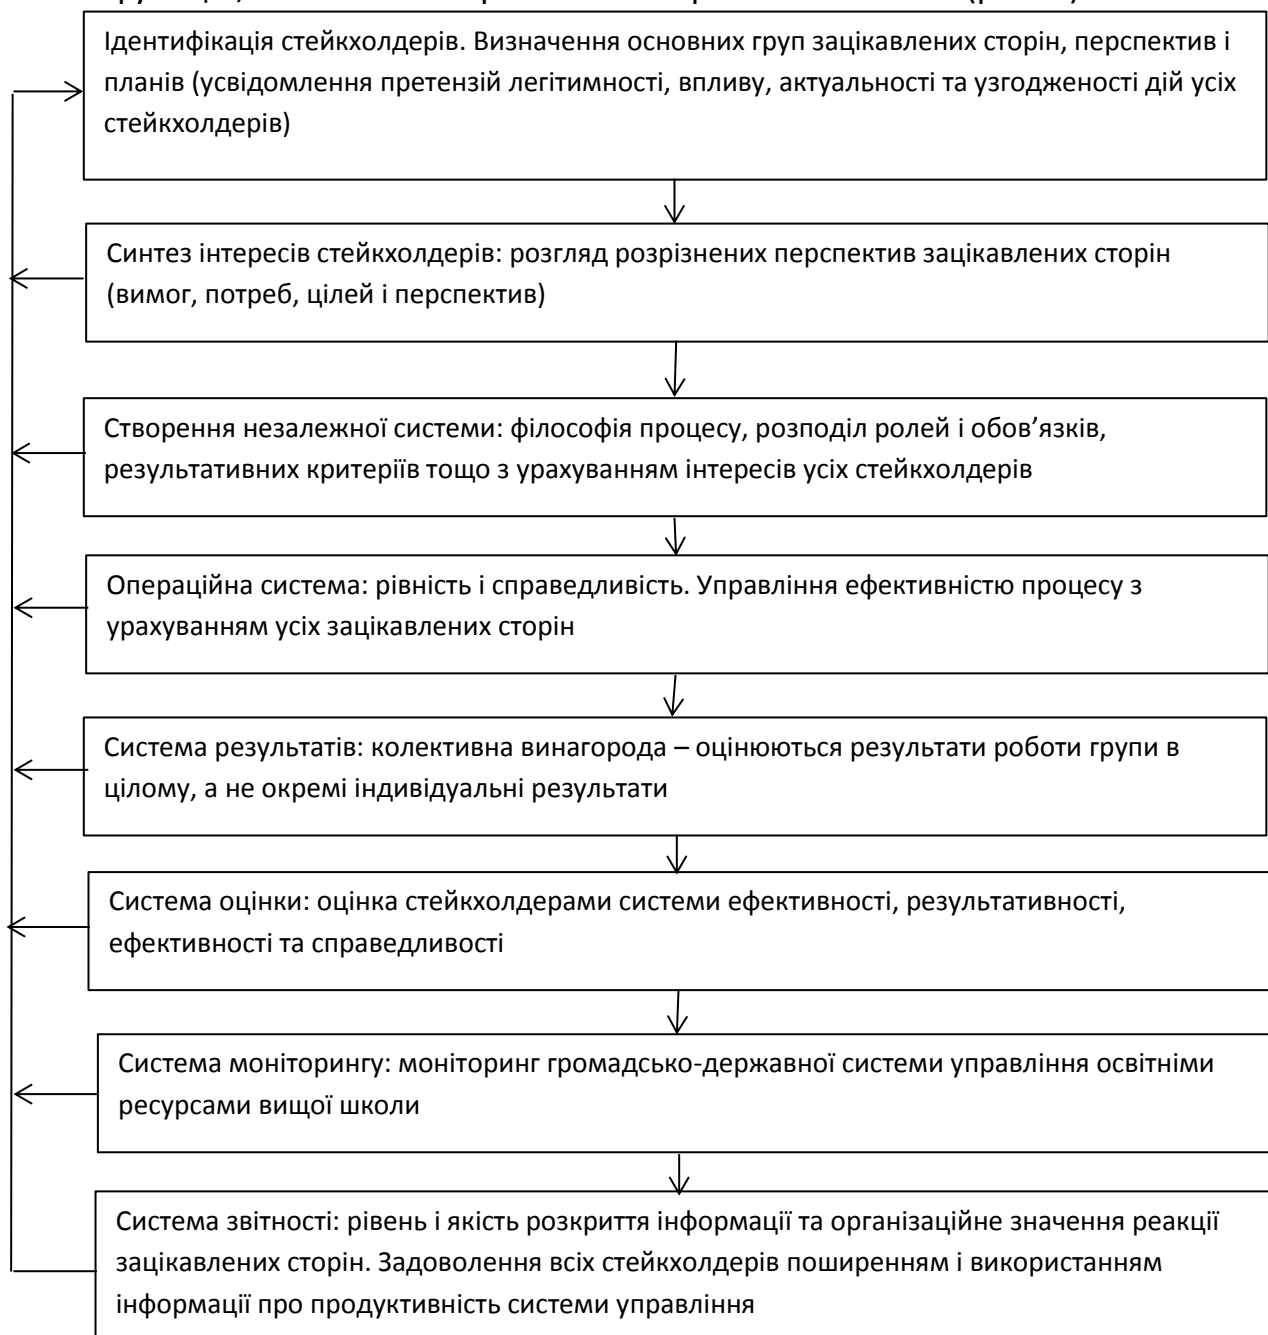 Ідентифікація стейкхолдерів. Визначення основних груп зацікавлених сторін, перспектив і
планів (усвідомлення претензій легітимності, впливу, актуальності та узгодженості дій усіх
стейкхолдерів)
Синтез інтересів стейкхолдерів: розгляд розрізнених перспектив зацікавлених сторін
(вимог, потреб, цілей і перспектив)
Створення незалежної системи: філософія процесу, розподіл ролей і обов’язків,
результативних критеріїв тощо з урахуванням інтересів усіх стейкхолдерів
Операційна система: рівність і справедливість. Управління ефективністю процесу з
урахуванням усіх зацікавлених сторін
Система результатів: колективна винагорода – оцінюються результати роботи групи в
цілому, а не окремі індивідуальні результати
Система оцінки: оцінка стейкхолдерами системи ефективності, результативності,
ефективності та справедливості
Система моніторингу: моніторинг громадсько-державної системи управління освітніми
ресурсами вищої школи
Система звітності: рівень і якість розкриття інформації та організаційне значення реакції
зацікавлених сторін. Задоволення всіх стейкхолдерів поширенням і використанням
інформації про продуктивність системи управління